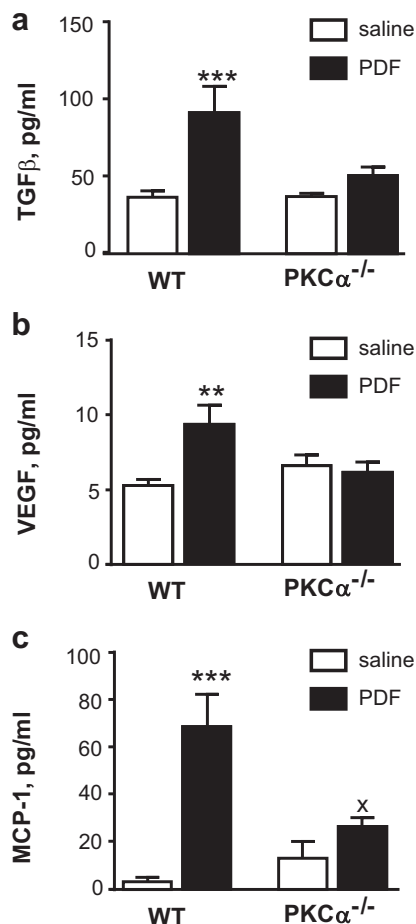 a
150
saline
PDF
***
100
50
0
TGFβ, pg/ml
WT
PKCα-/-
b
15
saline
PDF
**
10
5
0
VEGF, pg/ml
WT
PKCα-/-
c
100
saline
PDF
***
80
60
40
x
20
0
MCP-1, pg/ml
WT
PKCα-/-